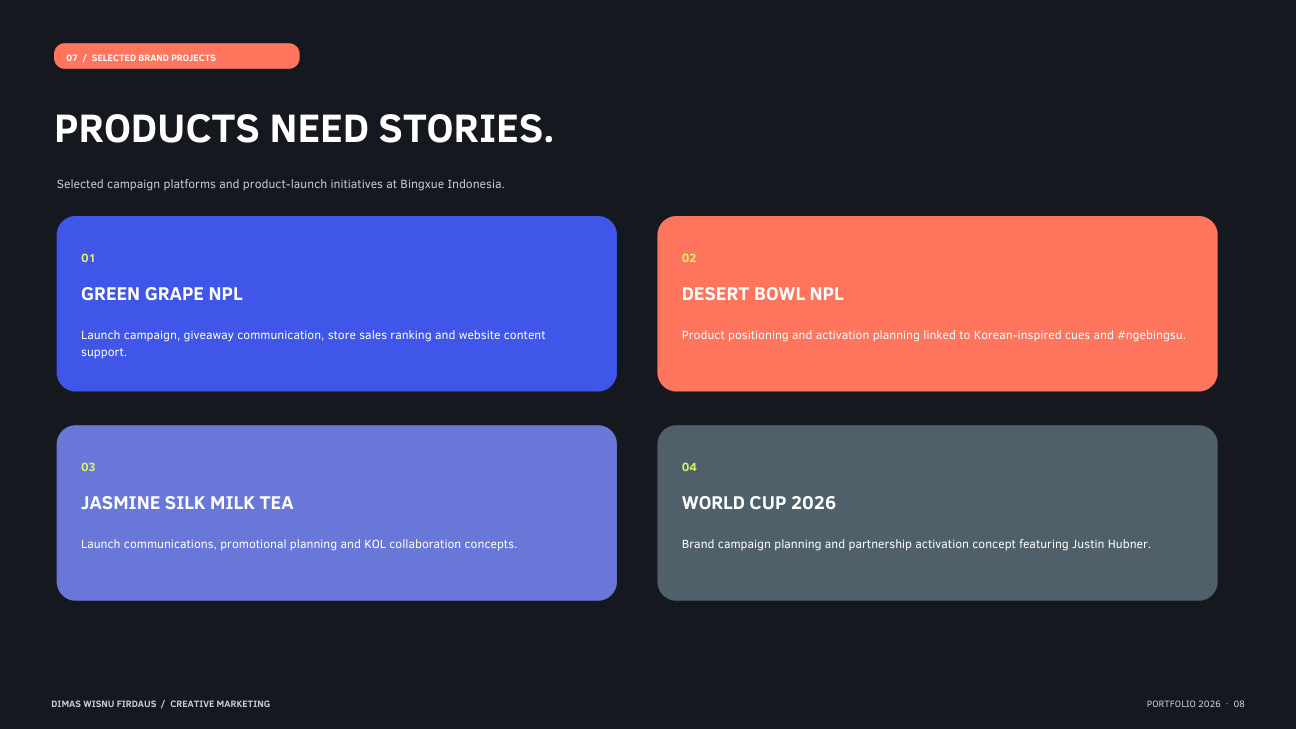 07 / SELECTED BRAND PROJECTS
PRODUCTS NEED STORIES.
Selected campaign platforms and product-launch initiatives at Bingxue Indonesia.
01
GREEN GRAPE NPL
Launch campaign, giveaway communication, store sales ranking and website content
support.
02
DESERT BOWL NPL
Product positioning and activation planning linked to Korean-inspired cues and #ngebingsu.
03
JASMINE SILK MILK TEA
Launch communications, promotional planning and KOL collaboration concepts.
04
WORLD CUP 2026
Brand campaign planning and partnership activation concept featuring Justin Hubner.
DIMAS WISNU FIRDAUS / CREATIVE MARKETING
PORTFOLIO 2026 · 08